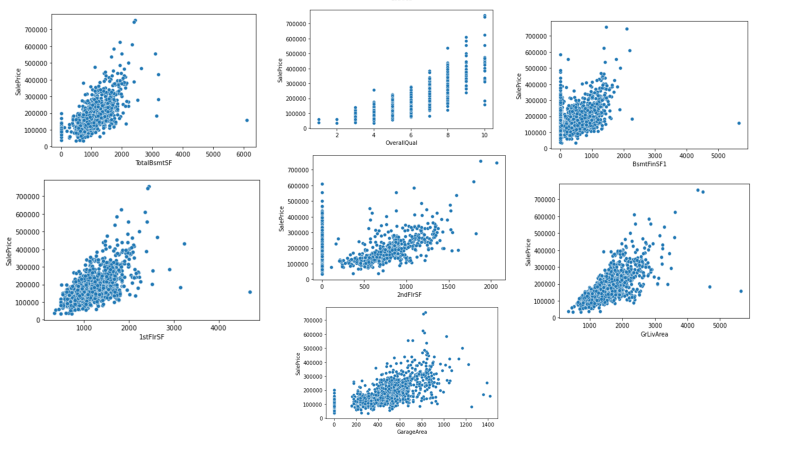 SalePrice
700000
600000
500000
400000
300000
200000
100000
0
0 1000 2000 3000 4000 5000 6000
TotalBsmtSF
SalePrice
700000
600000
500000
400000
300000
200000
100000
0
2 4 6 8 10
OverallQual
SalePrice
700000
600000
500000
400000
300000
200000
100000
0
0 1000 2000 3000 4000 5000
BsmtFinSF1
SalePrice
700000
600000
500000
400000
300000
200000
100000
0
1000 2000 3000 4000
1stFlrSF
SalePrice
700000
600000
500000
400000
300000
200000
100000
0
0 500 1000 1500 2000
2ndFlrSF
SalePrice
700000
600000
500000
400000
300000
200000
100000
0
1000 2000 3000 4000 5000
GrLivArea
SalePrice
700000
600000
500000
400000
300000
200000
100000
0
0 200 400 600 800 1000 1200 1400
GarageArea